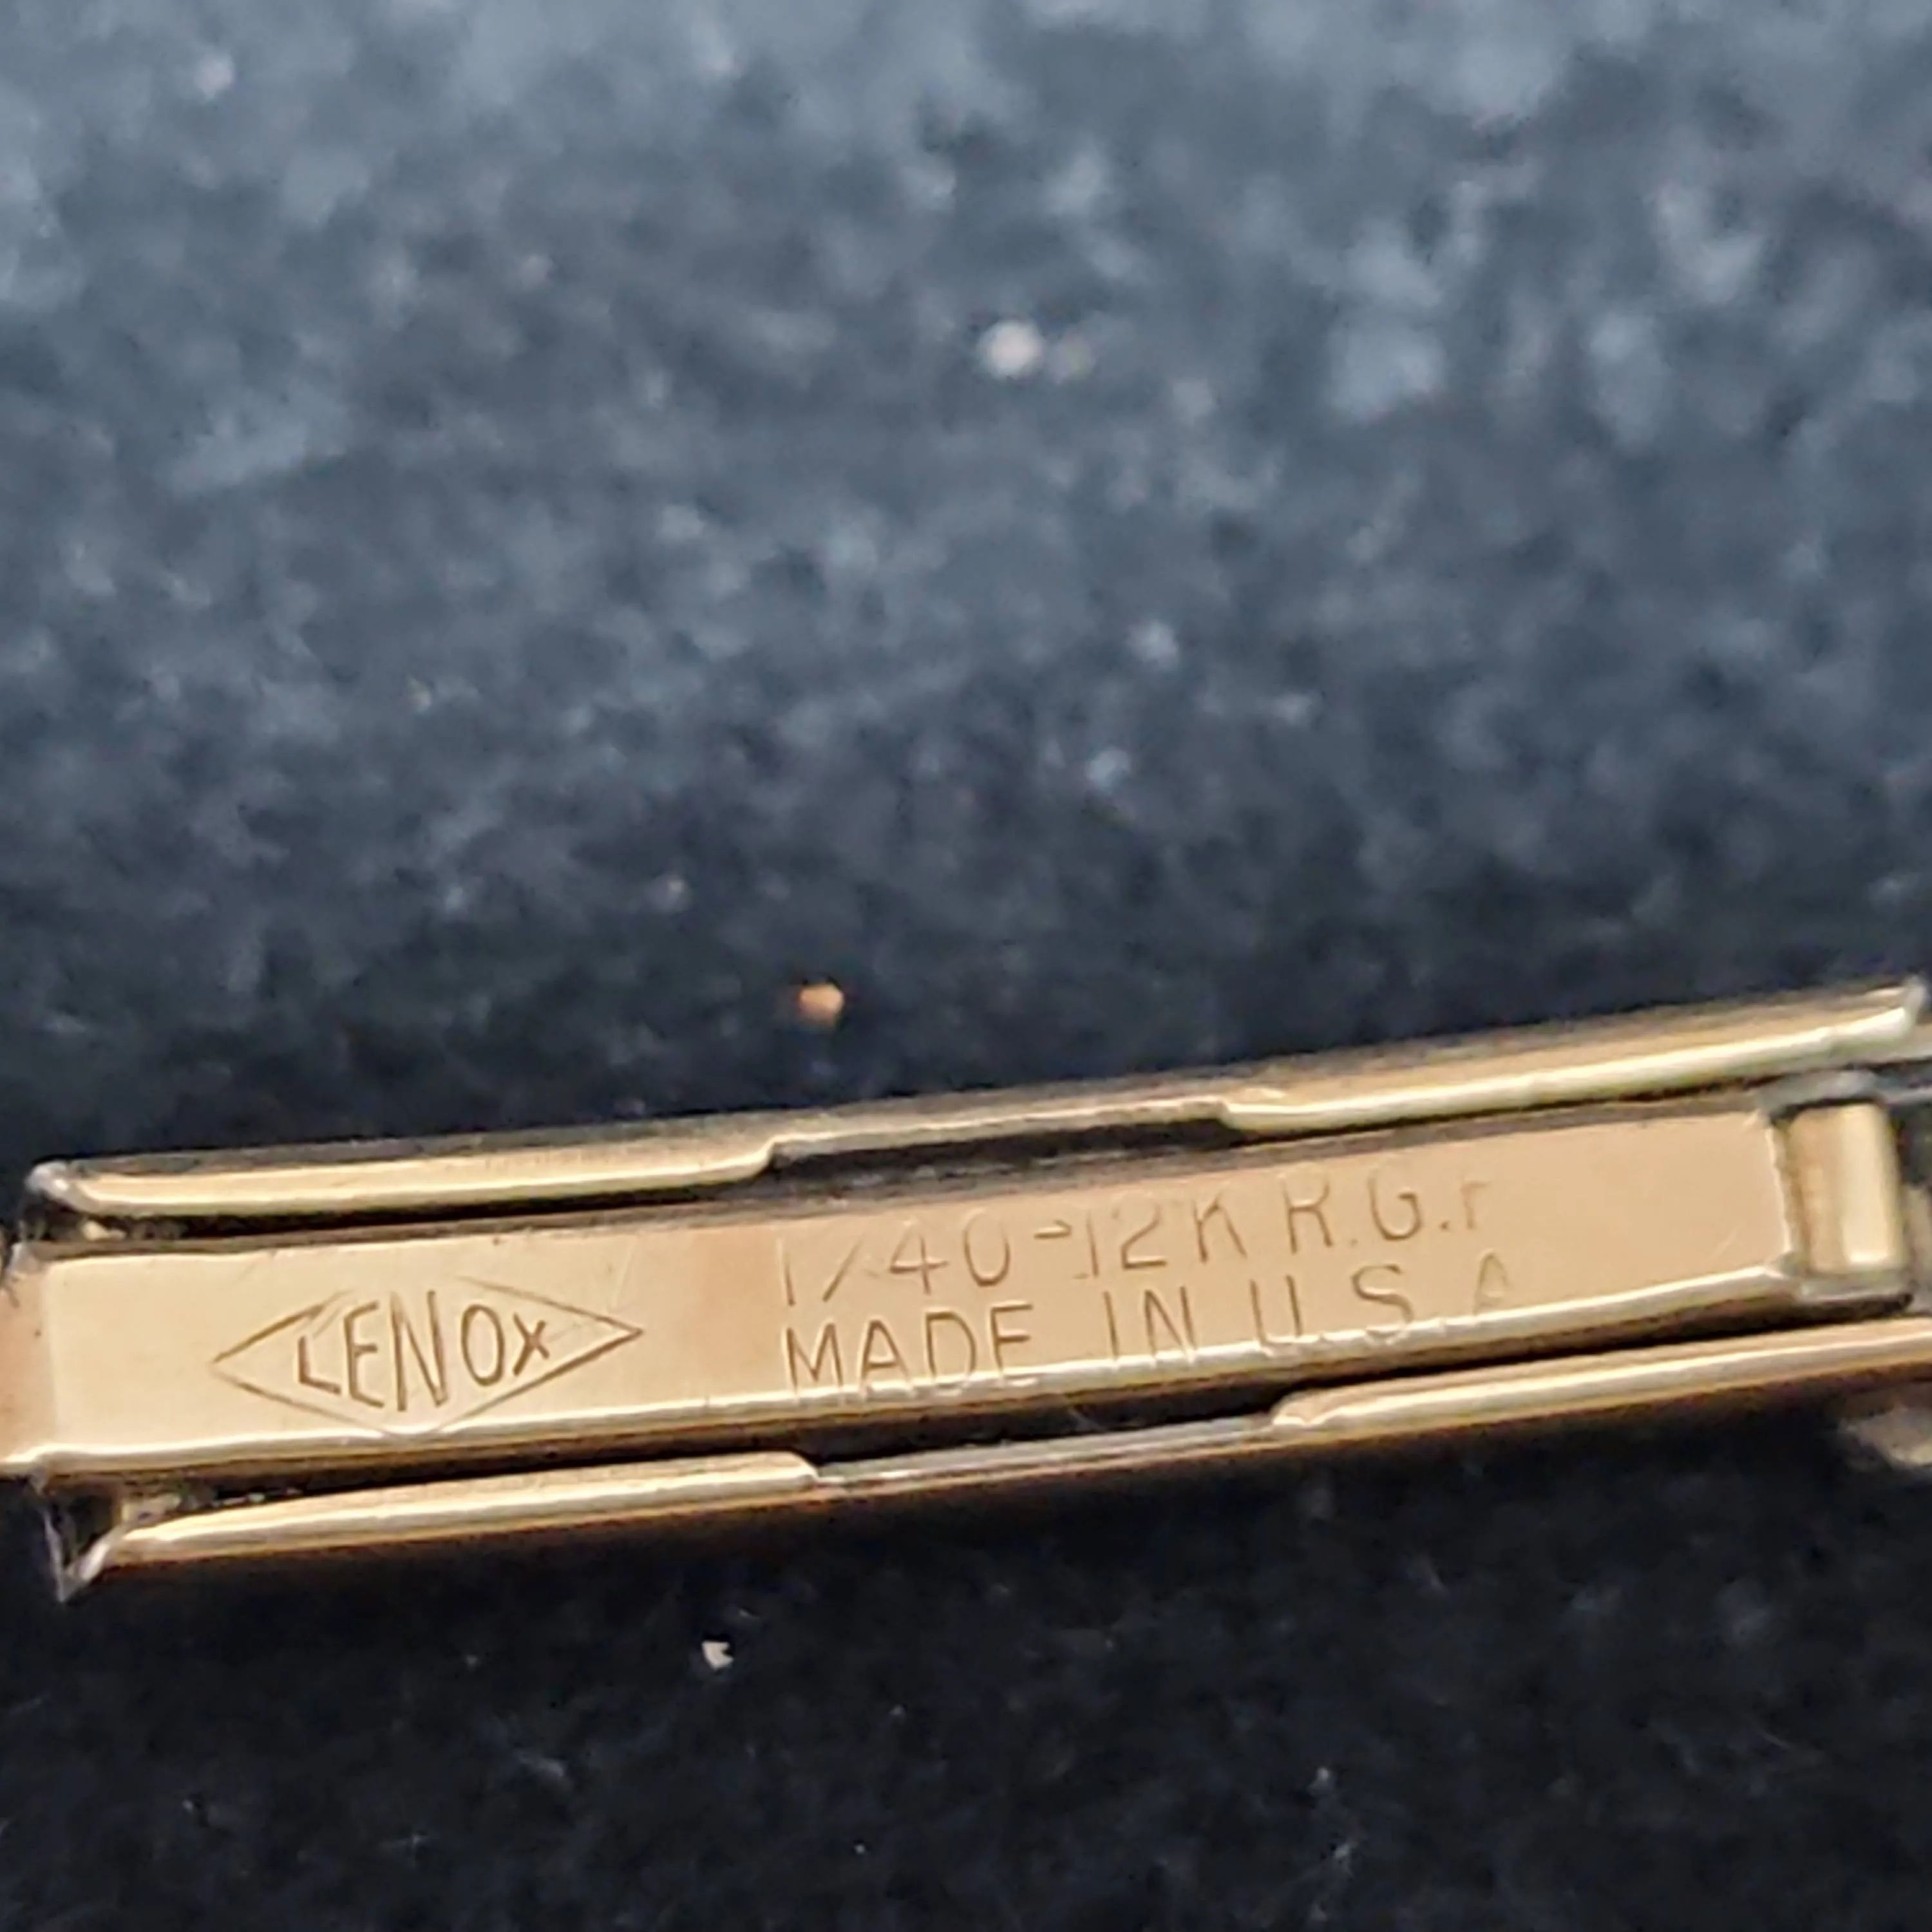 LENOX
1/40-12K R.G.P
MADE IN U.S.A